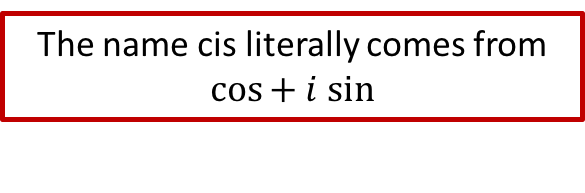 The name cis literally comes from
cos + i sin